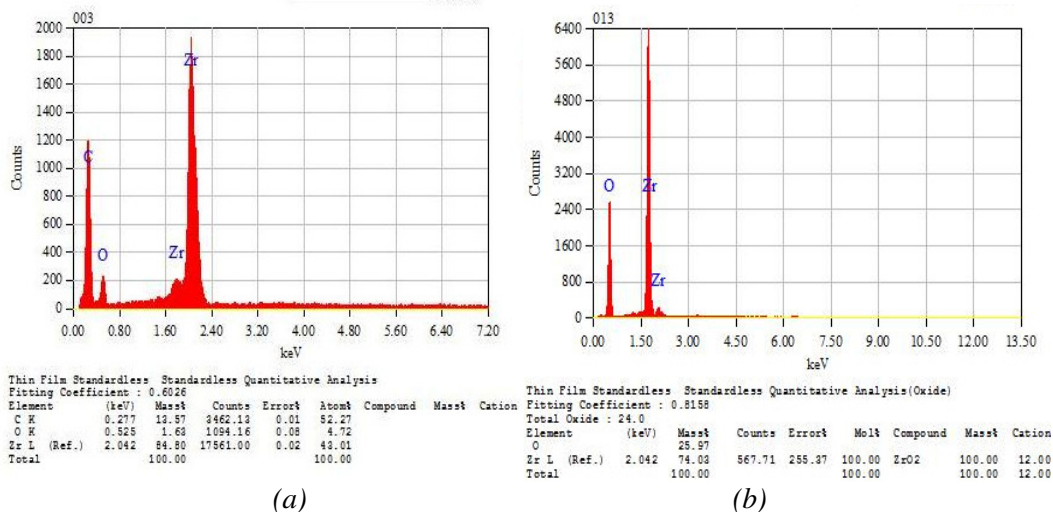 003
2000
1800
1600
1400
1200
1000
800
600
400
200
0
Counts
C
O
Zr
Zr
0.00 0.80 1.60 2.40 3.20 4.00 4.80 5.60 6.40 7.20
keV
Thin Film Standardless Standardless Quantitative Analysis
Fitting Coefficient : 0.6026
Element (keV) Mass% Counts Error% Atom% Compound Mass% Cation
C K 0.277 13.57 3462.13 0.01 52.27
O K 0.525 1.63 1094.16 0.08 4.72
Zr L (Ref.) 2.042 84.80 17561.00 0.02 43.01
Total 100.00 100.00
(a)
013
6400
5600
4800
4000
3200
2400
1600
800
0
Counts
O
Zr
Zr
0.00 1.50 3.00 4.50 6.00 7.50 9.00 10.50 12.00 13.50
keV
Thin Film Standardless Standardless Quantitative Analysis(Oxide)
Fitting Coefficient : 0.8158
Total Oxide : 24.0
Element (keV) Mass% Counts Error% Mol% Compound Mass% Cation
O 25.97
Zr L (Ref.) 2.042 74.03 567.71 255.37 100.00 ZrO2 100.00 12.00
Total 100.00 100.00 100.00 12.00
(b)